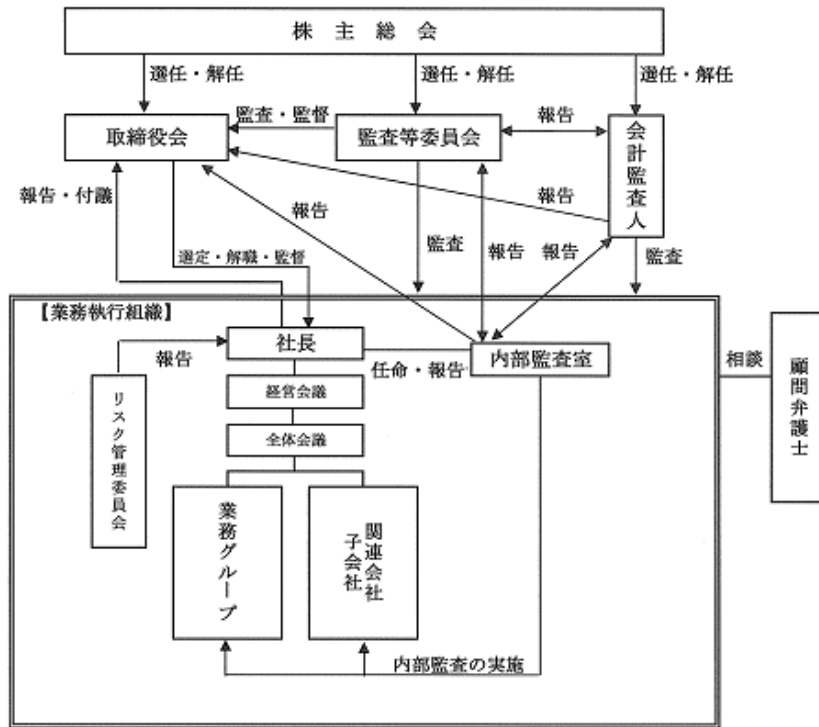 株主総会
選任・解任
選任・解任
選任・解任
取締役会
監査・監督
監査等委員会
報告
会計監査人
報告・付議
報告
報告
選定・解職・監督
監査
報告
報告
監査
【業務執行組織】
社長
報告
任命・報告
内部監査室
相談
顧問弁護士
リスク管理委員会
経営会議
全体会議
業務グループ
関連会社
子会社
内部監査の実施